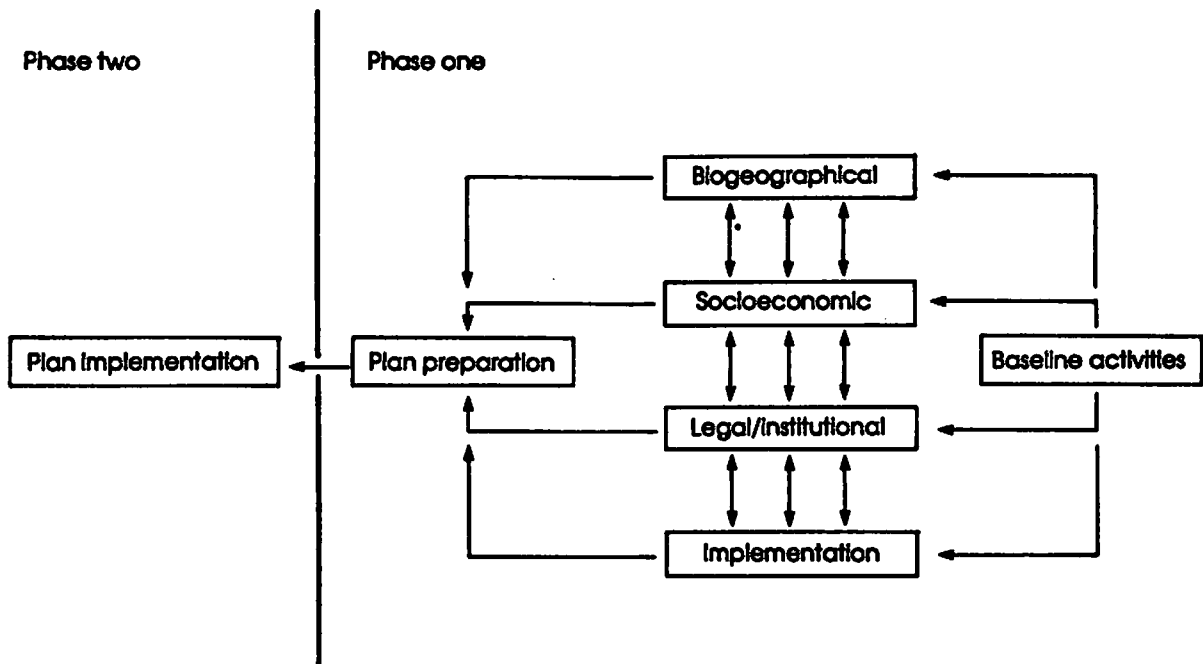 Phase two
Phase one
Biogeographical
Socioeconomic
Plan implementation
Plan preparation
Baseline activities
Legal/institutional
Implementation